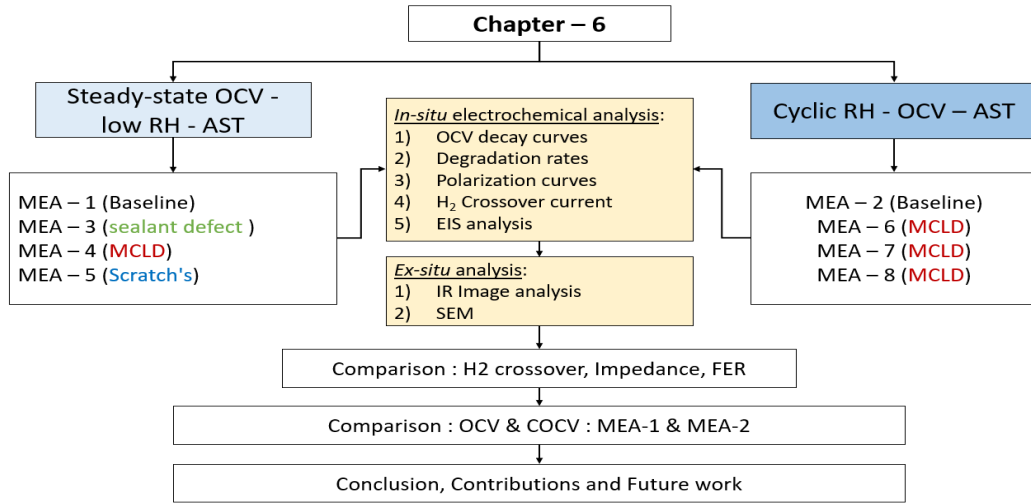 Chapter – 6
Steady-state OCV -
low RH - AST
MEA – 1 (Baseline)
MEA – 3 (sealant defect )
MEA – 4 (MCLD)
MEA – 5 (Scratch's)
In-situ electrochemical analysis:
1) OCV decay curves
2) Degradation rates
3) Polarization curves
4) H₂ Crossover current
5) EIS analysis
Ex-situ analysis:
1) IR Image analysis
2) SEM
Cyclic RH - OCV – AST
MEA – 2 (Baseline)
MEA – 6 (MCLD)
MEA – 7 (MCLD)
MEA – 8 (MCLD)
Comparison : H2 crossover, Impedance, FER
Comparison : OCV & COCV : MEA-1 & MEA-2
Conclusion, Contributions and Future work